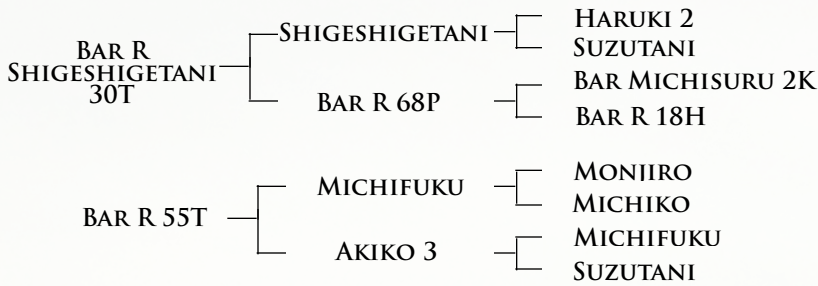 Bar R
Shigeshigetani
30T
Shigeshigetani
Haruki 2
Suzutani
Bar R 68P
Bar Michisuru 2K
Bar R 18H
Bar R 55T
Michifuku
Monjiro
Michiko
Akiko 3
Michifuku
Suzutani